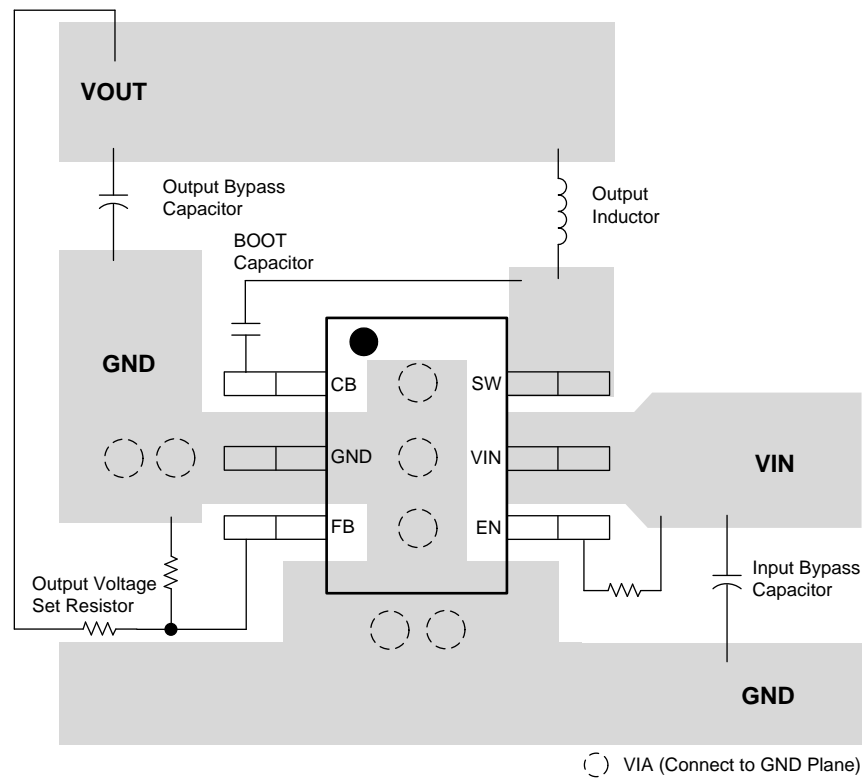 VOUT
Output Bypass
Capacitor
Output
Inductor
BOOT
Capacitor
GND
CB
SW
GND
VIN
VIN
FB
EN
Output Voltage
Set Resistor
Input Bypass
Capacitor
GND
VIA (Connect to GND Plane)